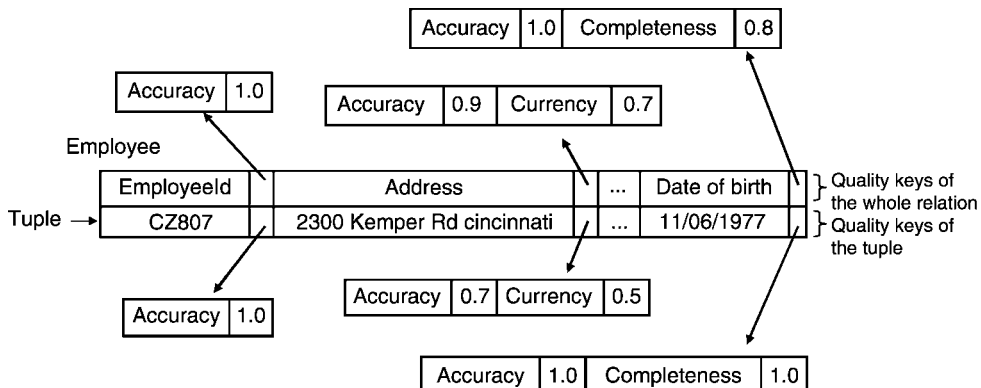 Accuracy 1.0 Completeness 0.8
Accuracy 1.0
Accuracy 0.9 Currency 0.7
Employee
EmployeeId Address ... Date of birth
Quality keys of
the whole relation
Tuple CZ807 2300 Kemper Rd cincinnati ... 11/06/1977
Quality keys of
the tuple
Accuracy 0.7 Currency 0.5
Accuracy 1.0
Accuracy 1.0 Completeness 1.0